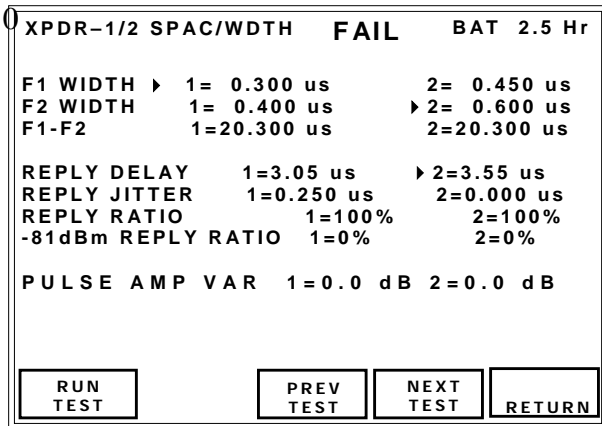 0
XPDR–1/2 SPAC/WDTH FAIL BAT 2.5 Hr
F1 WIDTH ▸ 1= 0.300 us 2= 0.450 us
F2 WIDTH 1= 0.400 us ▸ 2= 0.600 us
F1-F2 1=20.300 us 2=20.300 us
REPLY DELAY 1=3.05 us ▸ 2=3.55 us
REPLY JITTER 1=0.250 us 2=0.000 us
REPLY RATIO 1=100% 2=100%
-81dBm REPLY RATIO 1=0% 2=0%
PULSE AMP VAR 1=0.0 dB 2=0.0 dB
RUN TEST
PREV TEST
NEXT TEST
RETURN